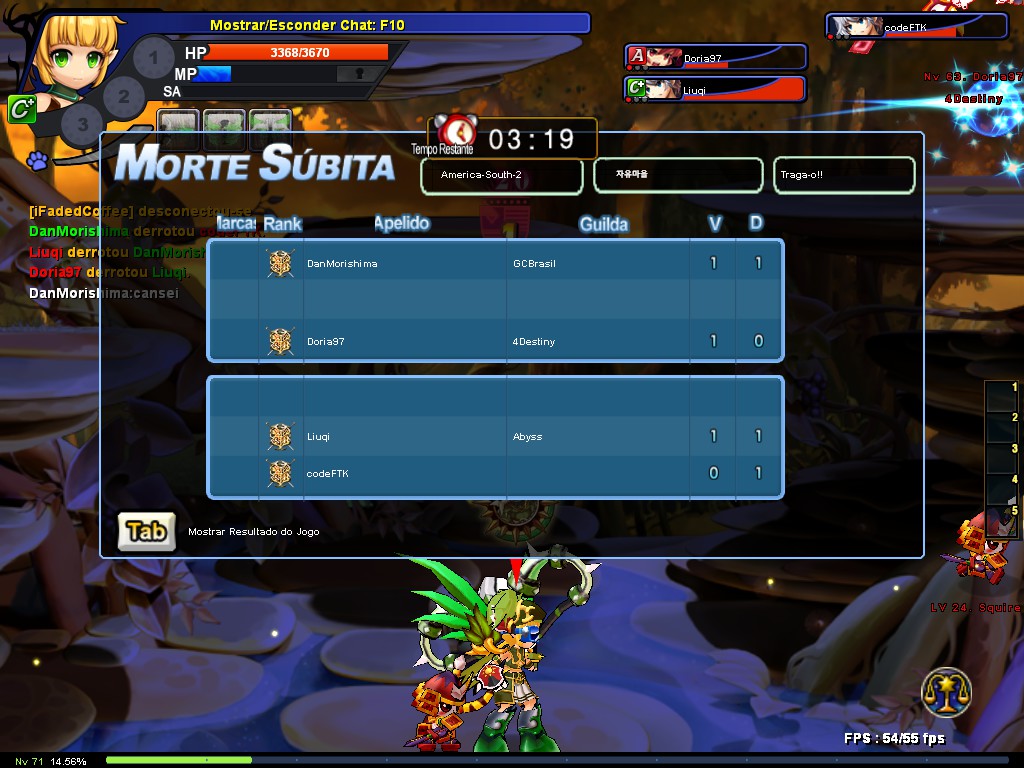 Mostrar/Esconder Chat: F10
HP 3368/3670
MP
SA
1
2
3
C+
codeFTK
A Doria97
C+ Liuqi
Nv 63. Doria97
4Destiny
Tempo Restante 03:19
MORTE SÚBITA
America-South-2 자유마을 Traga-o!!
Rank Apelido Guilda V D
[iFadedCoffee] desconectou-se
DanMorishima derrotou
Liuqi derrotou DanMorish
Doria97 derrotou Liuqi
DanMorishima:cansei
DanMorishima GCBrasil 1 1
Doria97 4Destiny 1 0
Liuqi Abyss 1 1
codeFTK 0 1
1
2
3
4
5
Tab Mostrar Resultado do Jogo
LV 24. Squire
FPS : 54/55 fps
Nv 71 14.56%